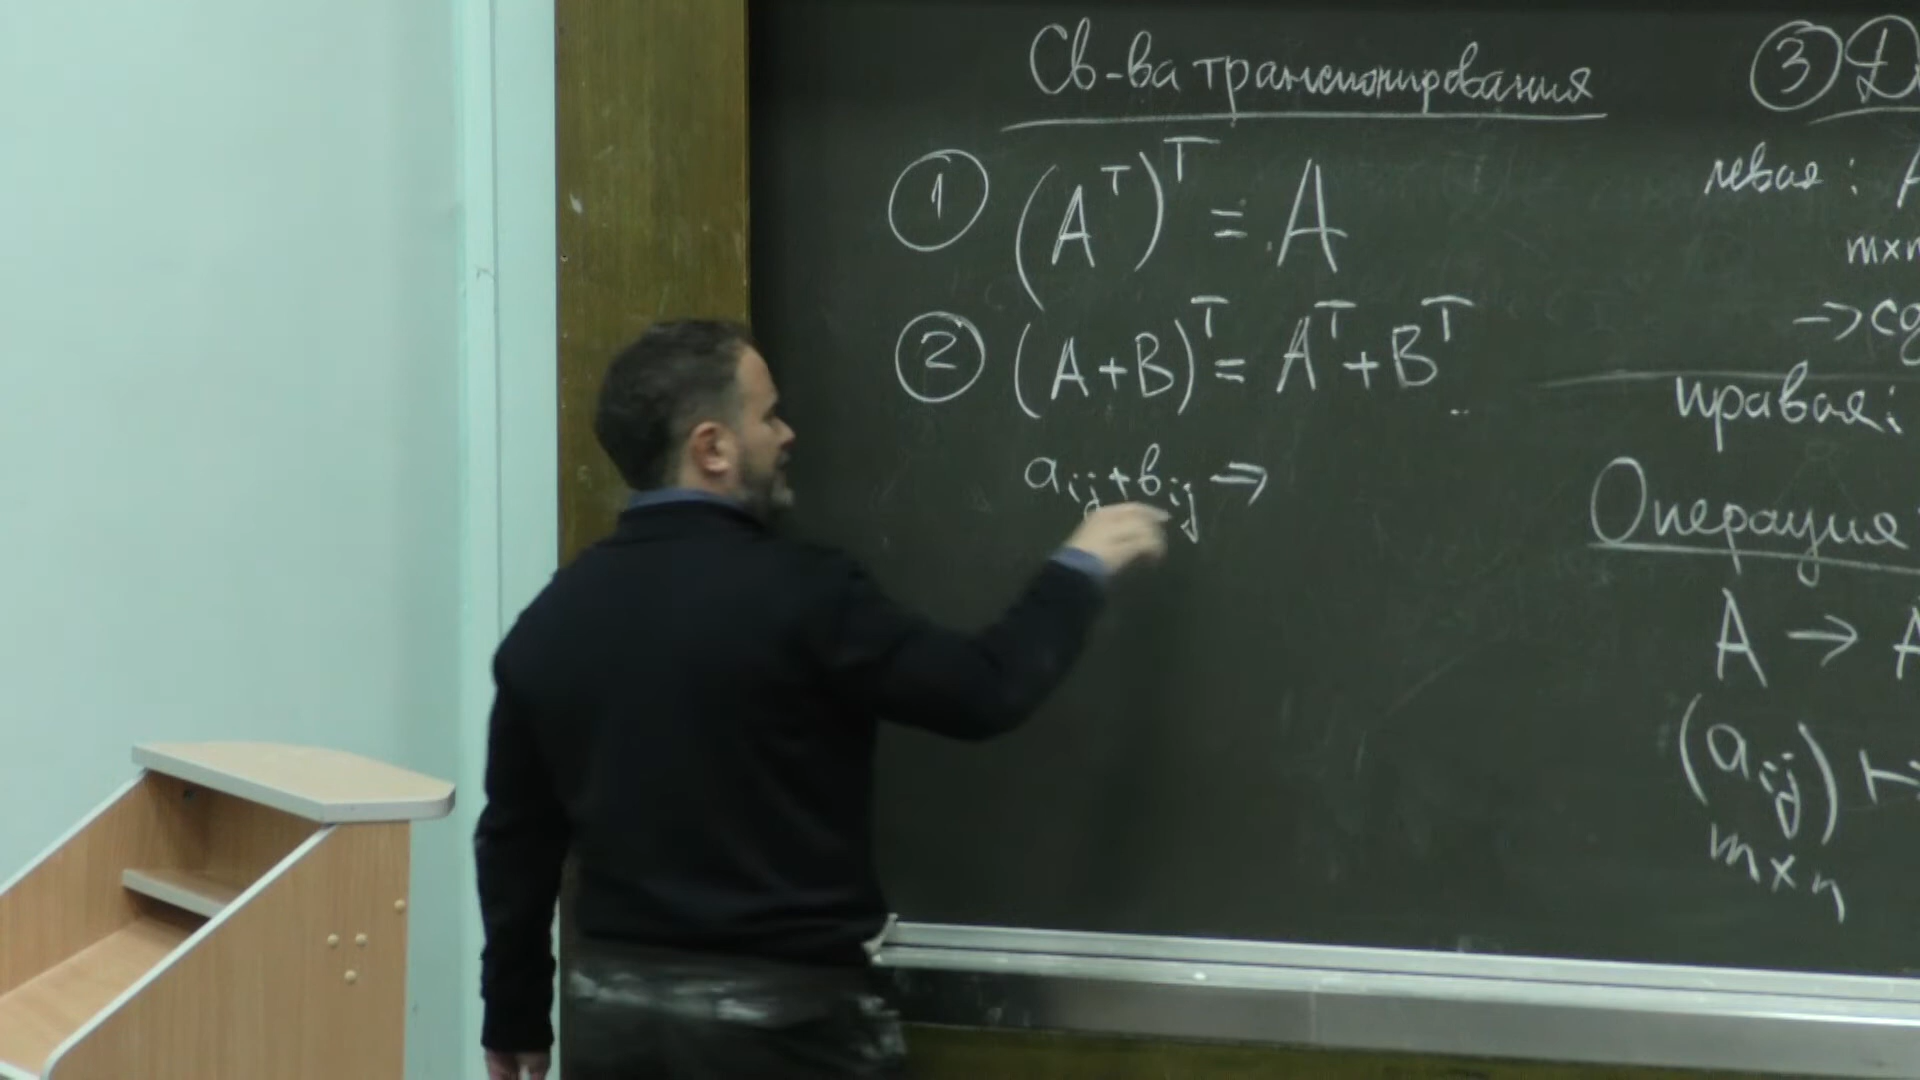 Св-ва транспонирования
① (Aᵀ)ᵀ = A
② (A+B)ᵀ = Aᵀ+Bᵀ
aᵢⱼ+bᵢⱼ →
③
левая:
m×n
→
правая:
Операция
A →
(aᵢⱼ) ↦
m×n